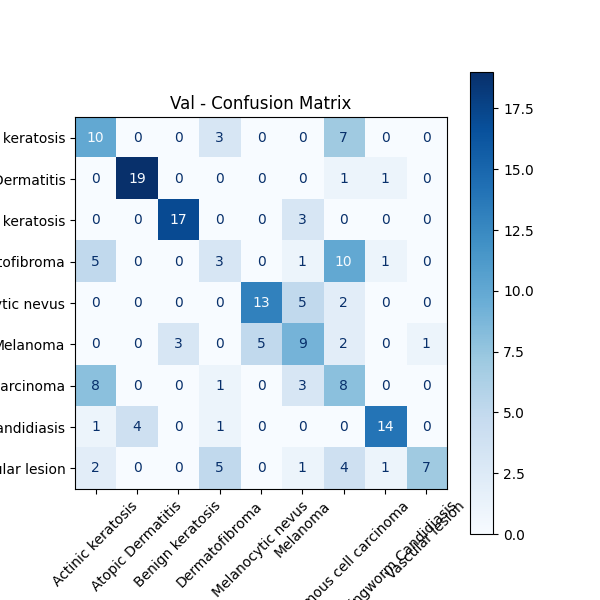 Val - Confusion Matrix
keratosis 10 0 0 3 0 0 7 0 0
Dermatitis 0 19 0 0 0 0 1 1 0
keratosis 0 0 17 0 0 3 0 0 0
tofibroma 5 0 0 3 0 1 10 1 0
tic nevus 0 0 0 0 13 5 2 0 0
Melanoma 0 0 3 0 5 9 2 0 1
arcinoma 8 0 0 1 0 3 8 0 0
andidiasis 1 4 0 1 0 0 0 14 0
lar lesion 2 0 0 5 0 1 4 1 7
Actinic keratosis
Atopic Dermatitis
Benign keratosis
Dermatofibroma
Melanocytic nevus
Melanoma
mous cell carcinoma
ngworm Candidiasis
Vascular lesion
17.5
15.0
12.5
10.0
7.5
5.0
2.5
0.0